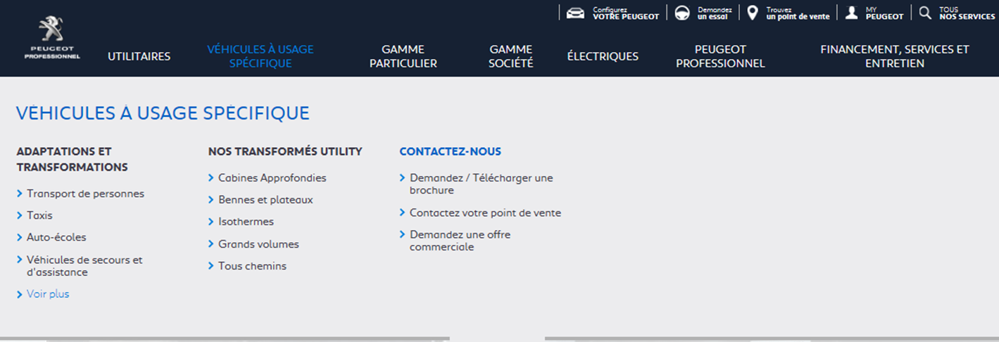 Configurez
VOTRE PEUGEOT
Demandez
un essai
Trouvez
un point de vente
MY
PEUGEOT
TOUS
NOS SERVICES
PEUGEOT
PROFESSIONNEL
UTILITAIRES
VÉHICULES À USAGE
SPÉCIFIQUE
GAMME
PARTICULIER
GAMME
SOCIÉTÉ
ÉLECTRIQUES
PEUGEOT
PROFESSIONNEL
FINANCEMENT, SERVICES ET
ENTRETIEN
VÉHICULES À USAGE SPÉCIFIQUE
ADAPTATIONS ET
TRANSFORMATIONS
Transport de personnes
Taxis
Auto-écoles
Véhicules de secours et
d'assistance
Voir plus
NOS TRANSFORMÉS UTILITY
Cabines Approfondies
Bennes et plateaux
Isothermes
Grands volumes
Tous chemins
CONTACTEZ-NOUS
Demandez / Télécharger une
brochure
Contactez votre point de vente
Demandez une offre
commerciale